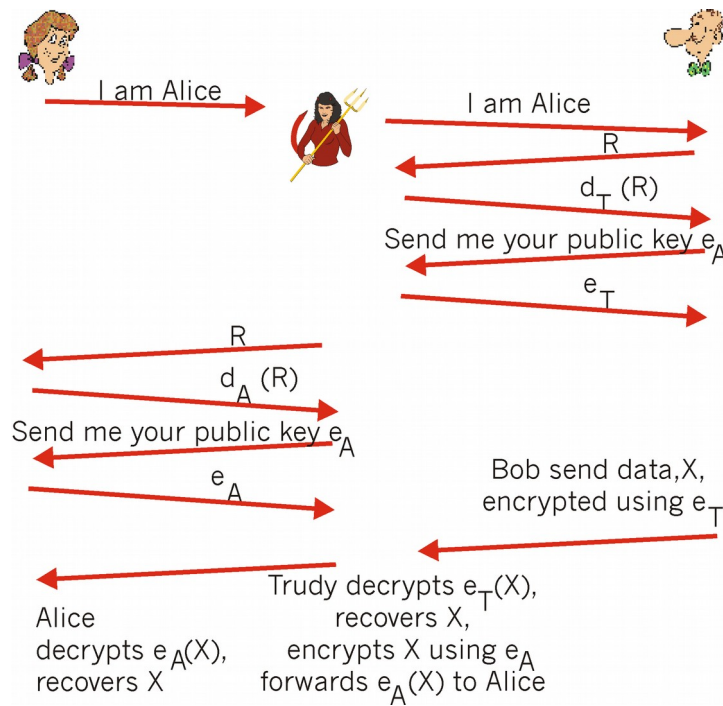 I am Alice
I am Alice
R
d_T (R)
Send me your public key e_A
e_T
R
d_A (R)
Send me your public key e_A
e_A
Bob send data,X,
encrypted using e_T
Trudy decrypts e_T(X),
recovers X,
encrypts X using e_A
forwards e_A(X) to Alice
Alice
decrypts e_A(X),
recovers X